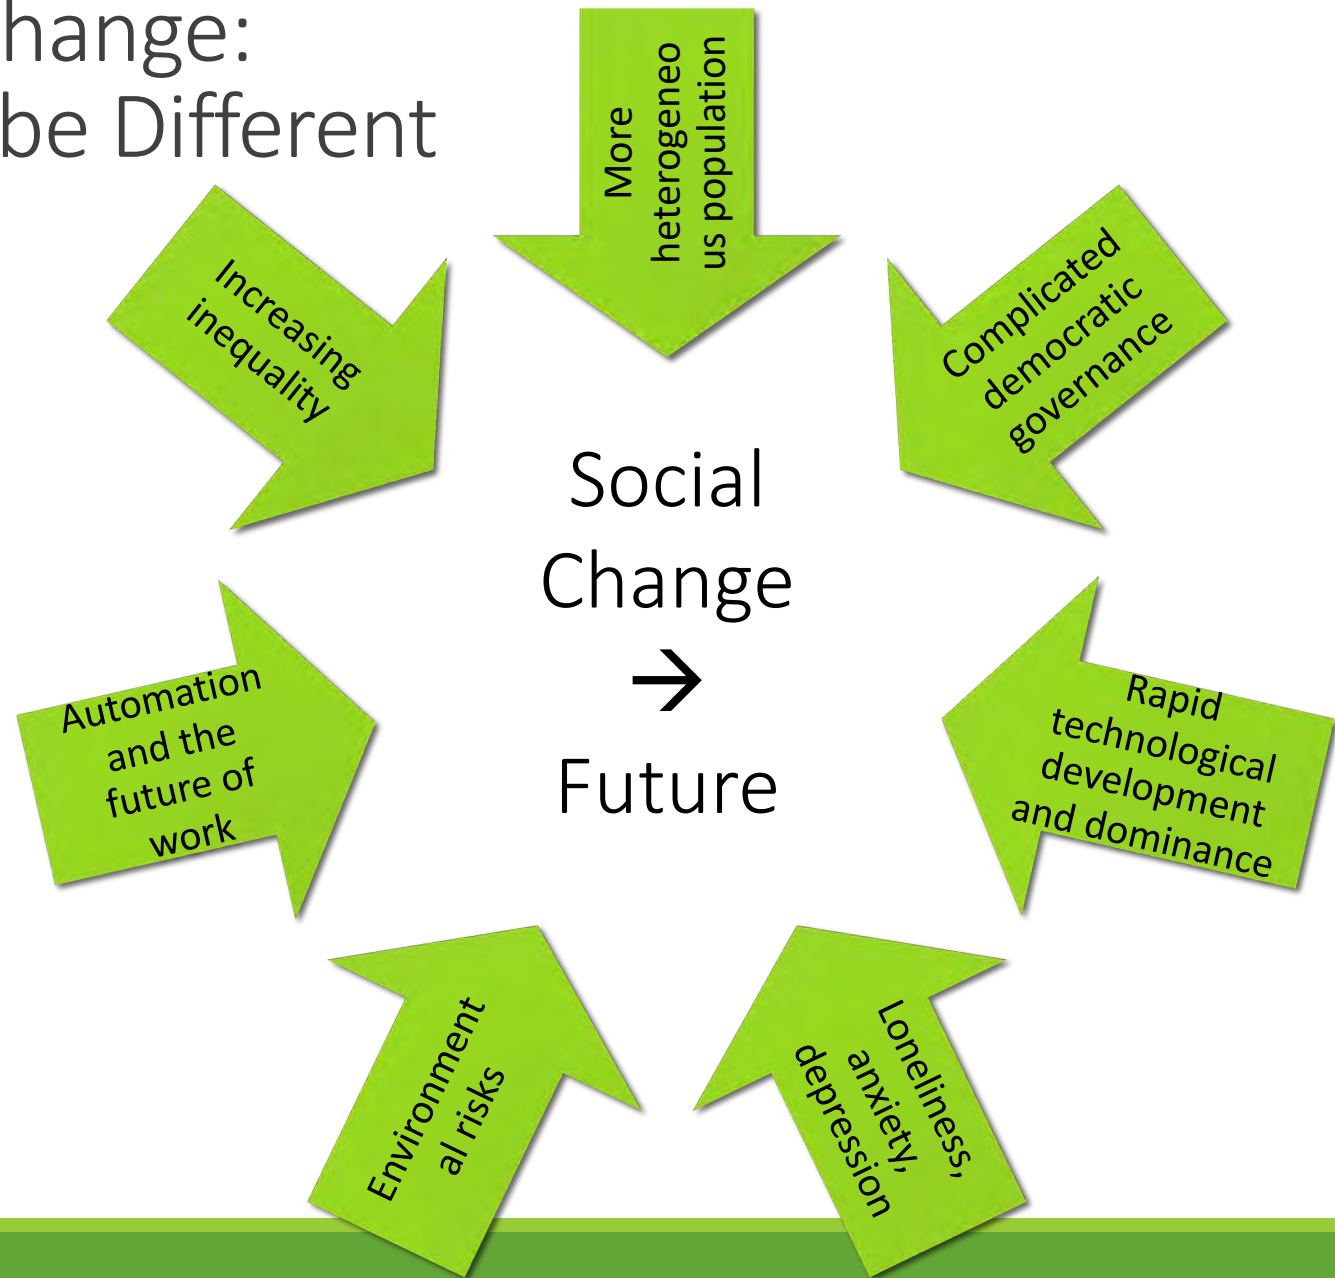 hange:
be Different
More
heterogeneo
us population
Complicated
democratic
governance
Rapid
technological
development
and dominance
Loneliness,
anxiety,
depression
Environment
al risks
Automation
and the
future of
work
Increasing
inequality
Social
Change
→
Future